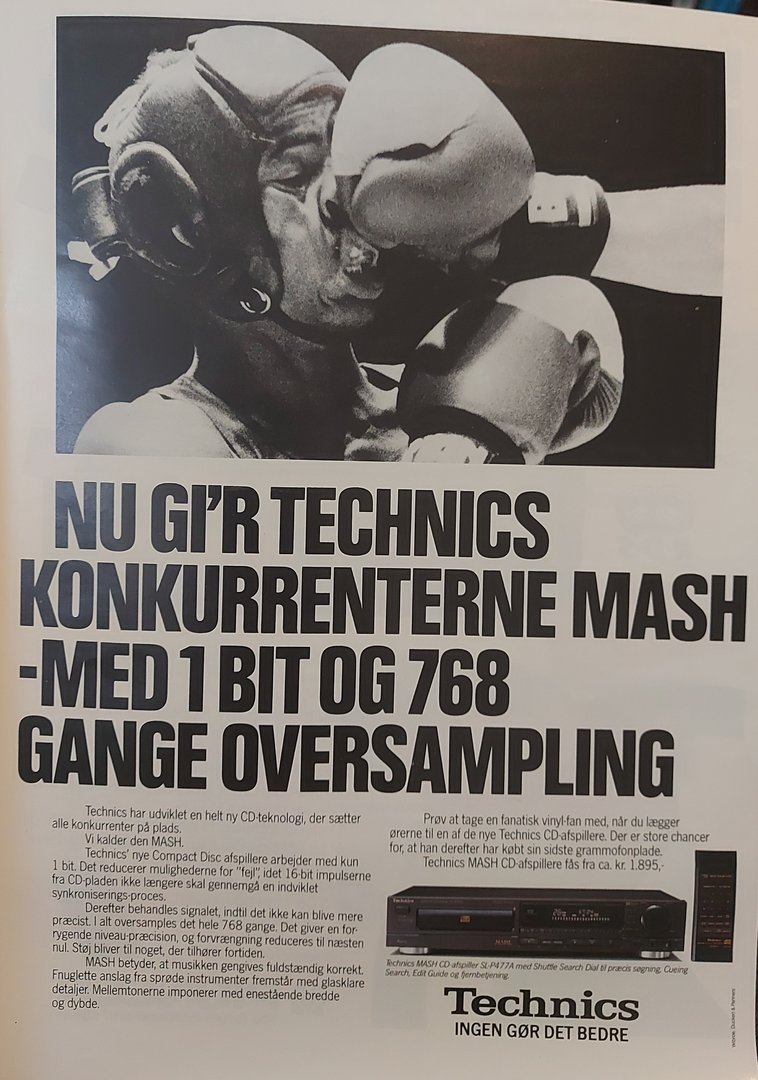 NU GI'R TECHNICS
KONKURRENTERNE MASH
-MED 1 BIT OG 768
GANGE OVERSAMPLING
Technics har udviklet en helt ny CD-teknologi, der sætter
alle konkurrenter på plads.
Vi kalder den MASH.
Technics' nye Compact Disc afspillere arbejder med kun
1 bit. Det reducerer mulighederne for "fejl", idet 16-bit impulserne
fra CD-pladen ikke længere skal gennemgå en indviklet
synkroniserings-proces.
Derefter behandles signalet, indtil det ikke kan blive mere
præcist. I alt oversamples det hele 768 gange. Det giver en for-
rygende niveau-præcision, og forvrængning reduceres til næsten
nul. Støj bliver til noget, der tilhører fortiden.
MASH betyder, at musikken gengives fuldstændig korrekt.
Fnuglette anslag fra sprøde instrumenter fremstår med glasklare
detaljer. Mellemtonerne imponerer med enestående bredde
og dybde.
Prøv at tage en fanatisk vinyl-fan med, når du lægger
ørerne til en af de nye Technics CD-afspillere. Der er store chancer
for, at han derefter har købt sin sidste grammofonplade.
Technics MASH CD-afspillere fås fra ca. kr. 1.895,-
Technics MASH CD-afspiller SL-P477A med Shuttle Search Dial til præcis søgning, Cueing
Search, Edit Guide og fjernbetjening.
Technics
INGEN GØR DET BEDRE